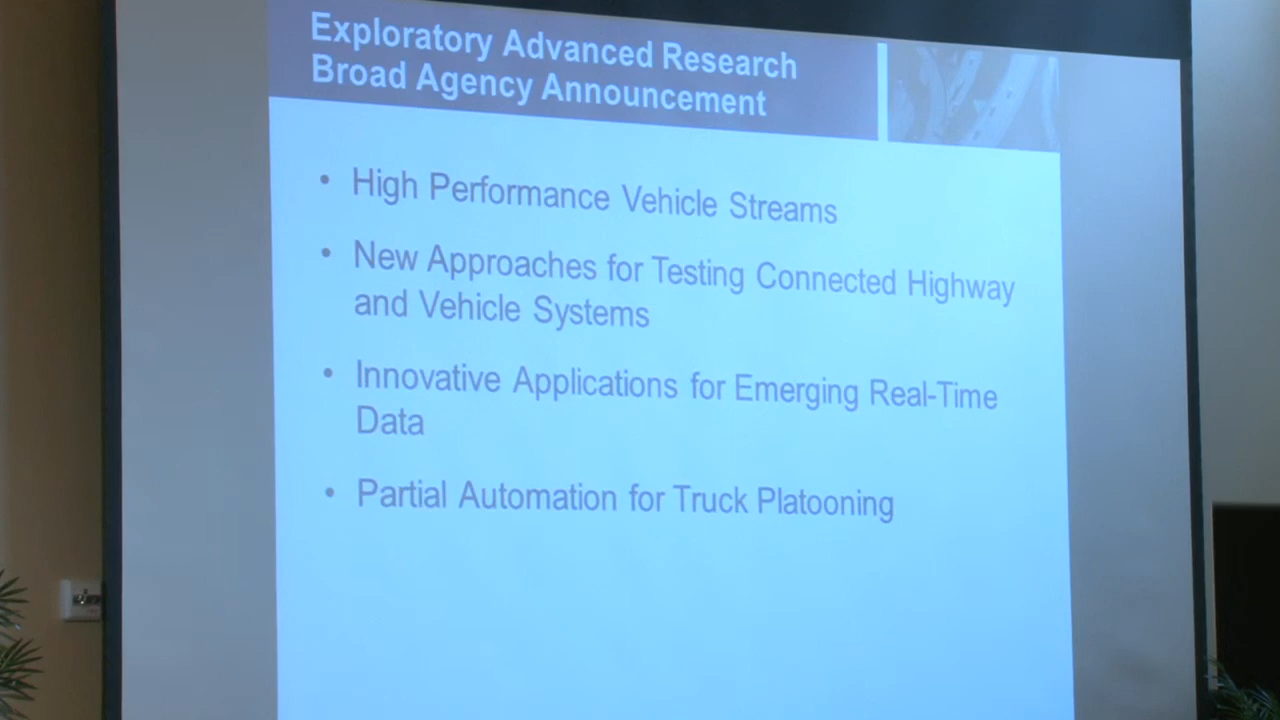 Exploratory Advanced Research
Broad Agency Announcement
• High Performance Vehicle Streams
• New Approaches for Testing Connected Highway
and Vehicle Systems
• Innovative Applications for Emerging Real-Time
Data
• Partial Automation for Truck Platooning